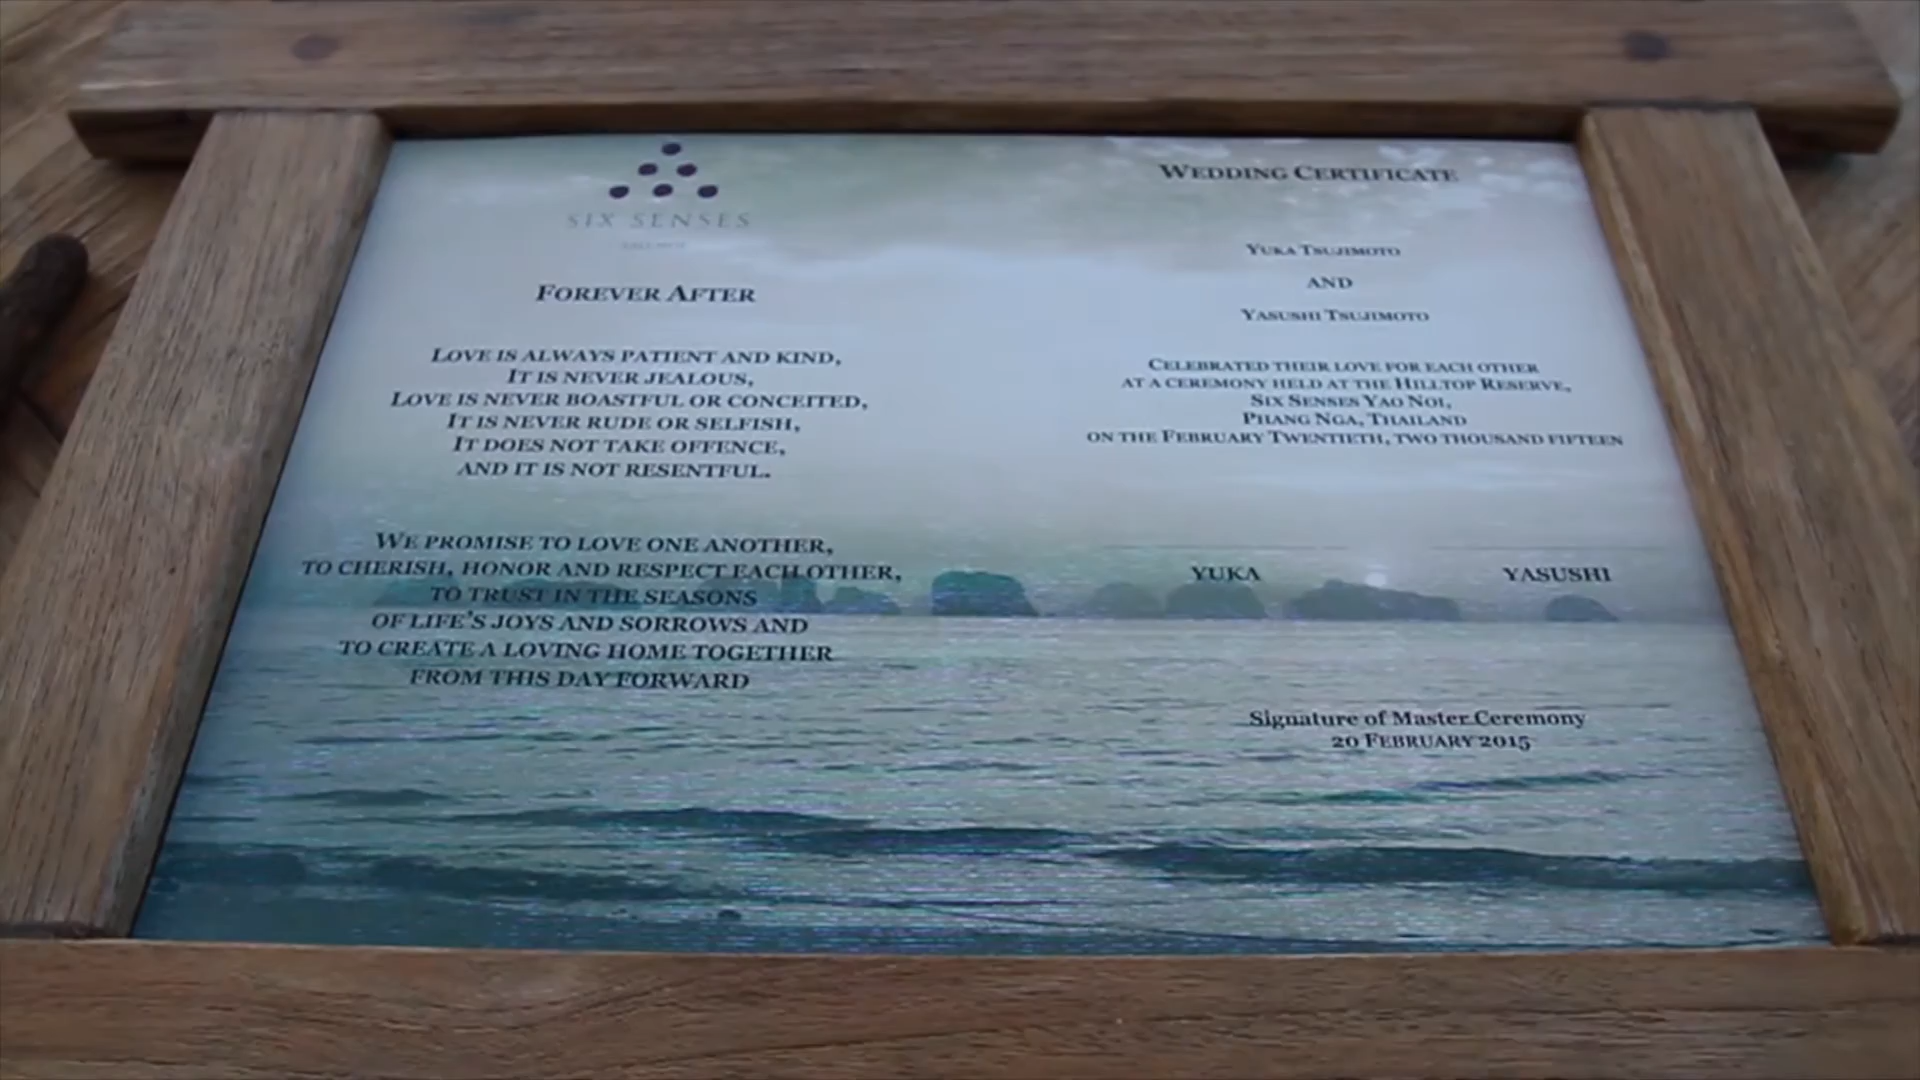 SIX SENSES
FOREVER AFTER
LOVE IS ALWAYS PATIENT AND KIND,
IT IS NEVER JEALOUS,
LOVE IS NEVER BOASTFUL OR CONCEITED,
IT IS NEVER RUDE OR SELFISH,
IT DOES NOT TAKE OFFENCE,
AND IT IS NOT RESENTFUL.
WE PROMISE TO LOVE ONE ANOTHER,
TO CHERISH, HONOR AND RESPECT EACH OTHER,
TO TRUST IN THE SEASONS
OF LIFE'S JOYS AND SORROWS AND
TO CREATE A LOVING HOME TOGETHER
FROM THIS DAY FORWARD
WEDDING CERTIFICATE
YUKA TSUJIMOTO
AND
YASUSHI TSUJIMOTO
CELEBRATED THEIR LOVE FOR EACH OTHER
AT A CEREMONY HELD AT THE HILLTOP RESERVE,
SIX SENSES YAO NOI,
PHANG NGA, THAILAND
ON THE FEBRUARY TWENTIETH, TWO THOUSAND FIFTEEN
YUKA YASUSHI
Signature of Master Ceremony
20 FEBRUARY 2015